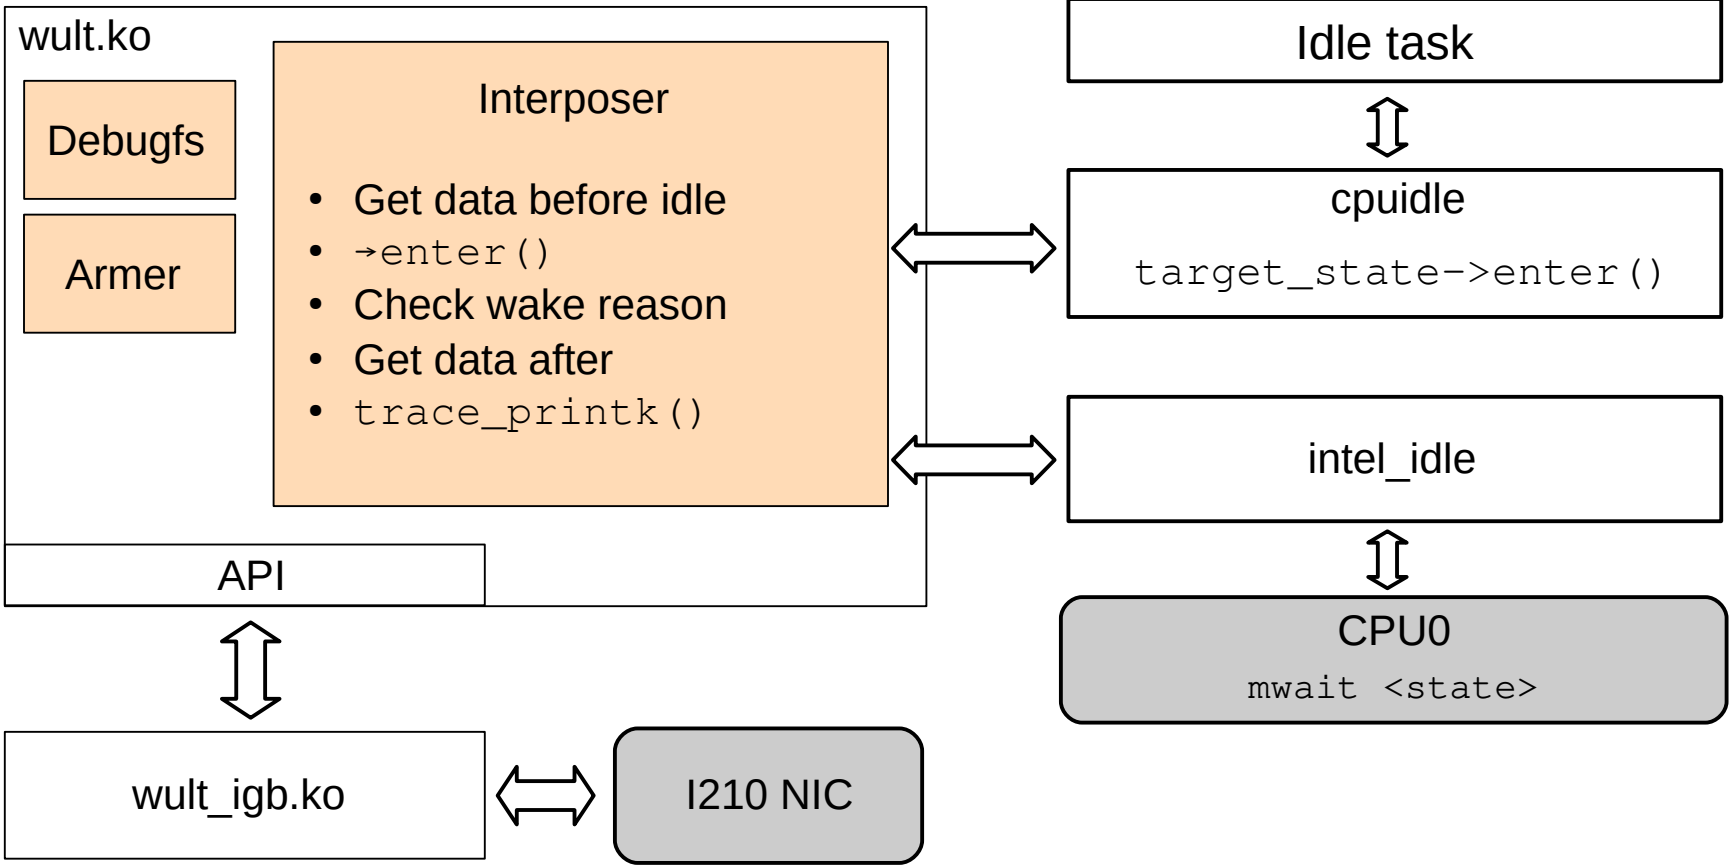 wult.ko
Debugfs
Armer
Interposer
• Get data before idle
• →enter()
• Check wake reason
• Get data after
• trace_printk()
API
wult_igb.ko
I210 NIC
Idle task
cpuidle
target_state->enter()
intel_idle
CPU0
mwait <state>